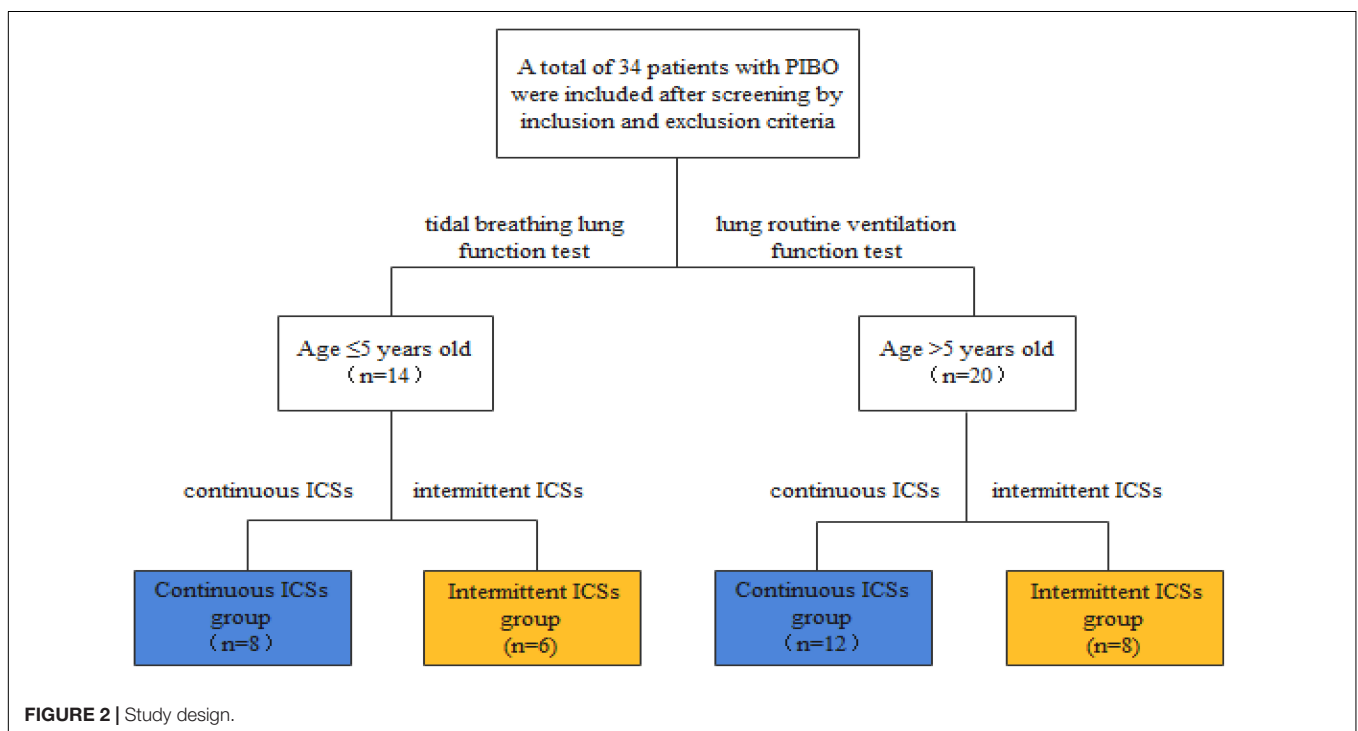 A total of 34 patients with PIBO
were included after screening by
inclusion and exclusion criteria
tidal breathing lung
function test
lung routine ventilation
function test
Age ≤5 years old
（n=14）
Age >5 years old
（n=20）
continuous ICSs
intermittent ICSs
continuous ICSs
intermittent ICSs
Continuous ICSs
group
（n=8）
Intermittent ICSs
group
(n=6)
Continuous ICSs
group
（n=12）
Intermittent ICSs
group
(n=8)
FIGURE 2 | Study design.